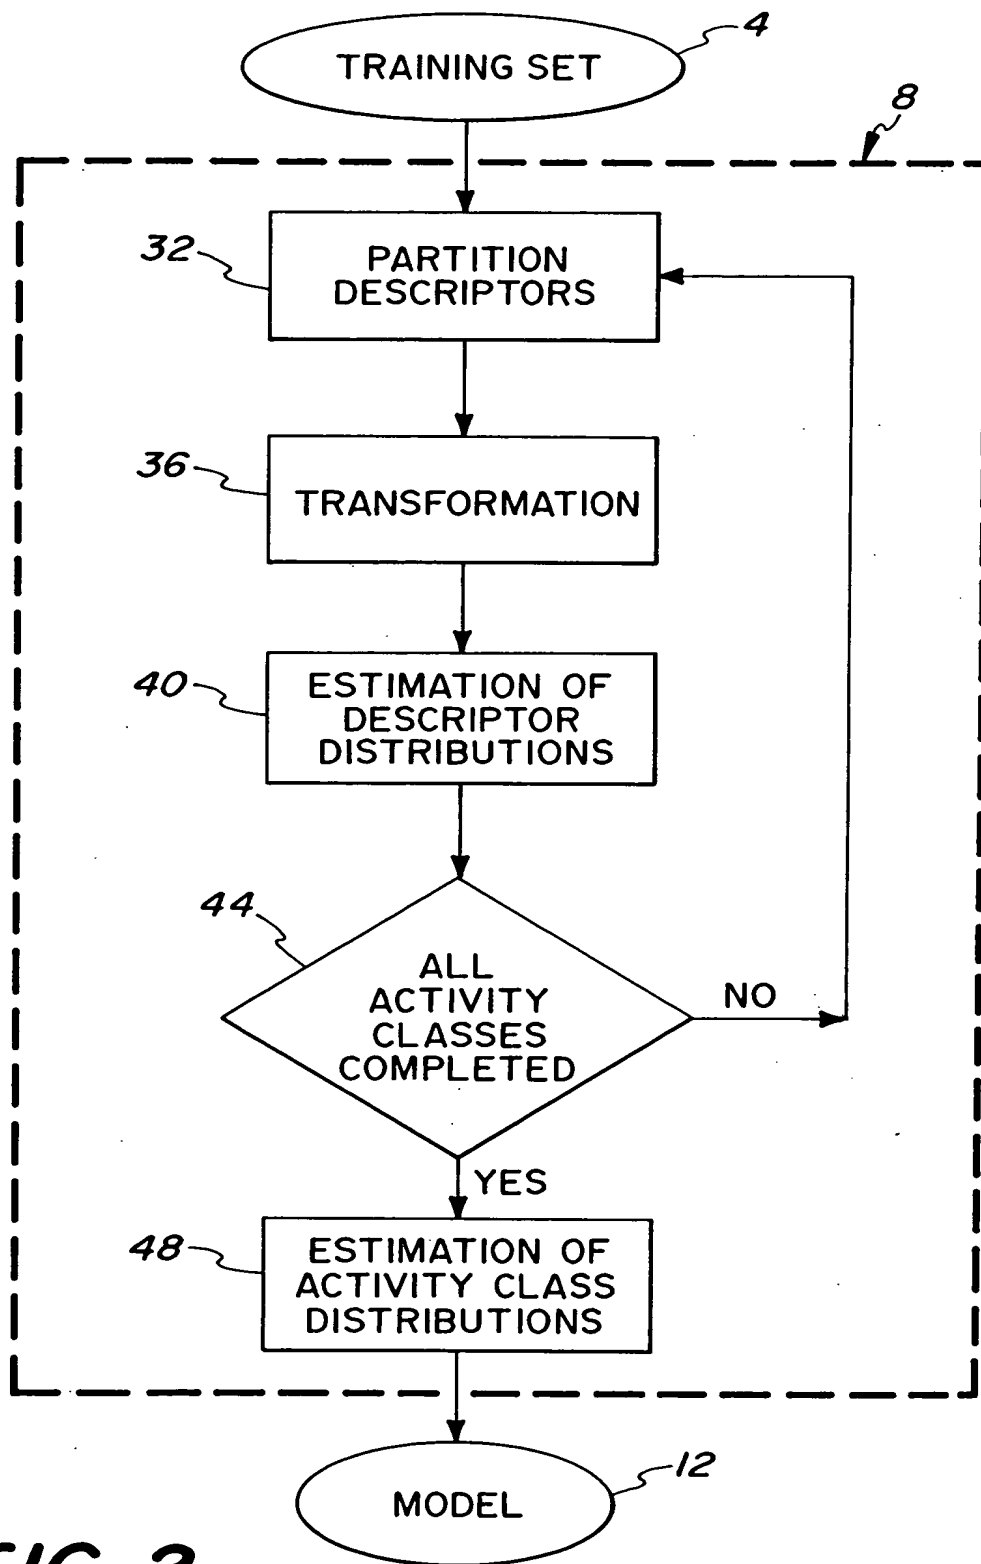 4
TRAINING SET
8
32
PARTITION
DESCRIPTORS
36
TRANSFORMATION
40
ESTIMATION OF
DESCRIPTOR
DISTRIBUTIONS
44
ALL
ACTIVITY
CLASSES
COMPLETED
NO
YES
48
ESTIMATION OF
ACTIVITY CLASS
DISTRIBUTIONS
12
MODEL